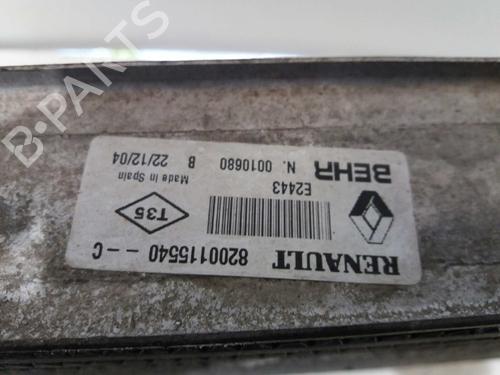 RENAULT
8200115540 - - C
E2443
T35
BEHR
N. 0010680 B 22/12/04
Made in Spain
B-PARTS